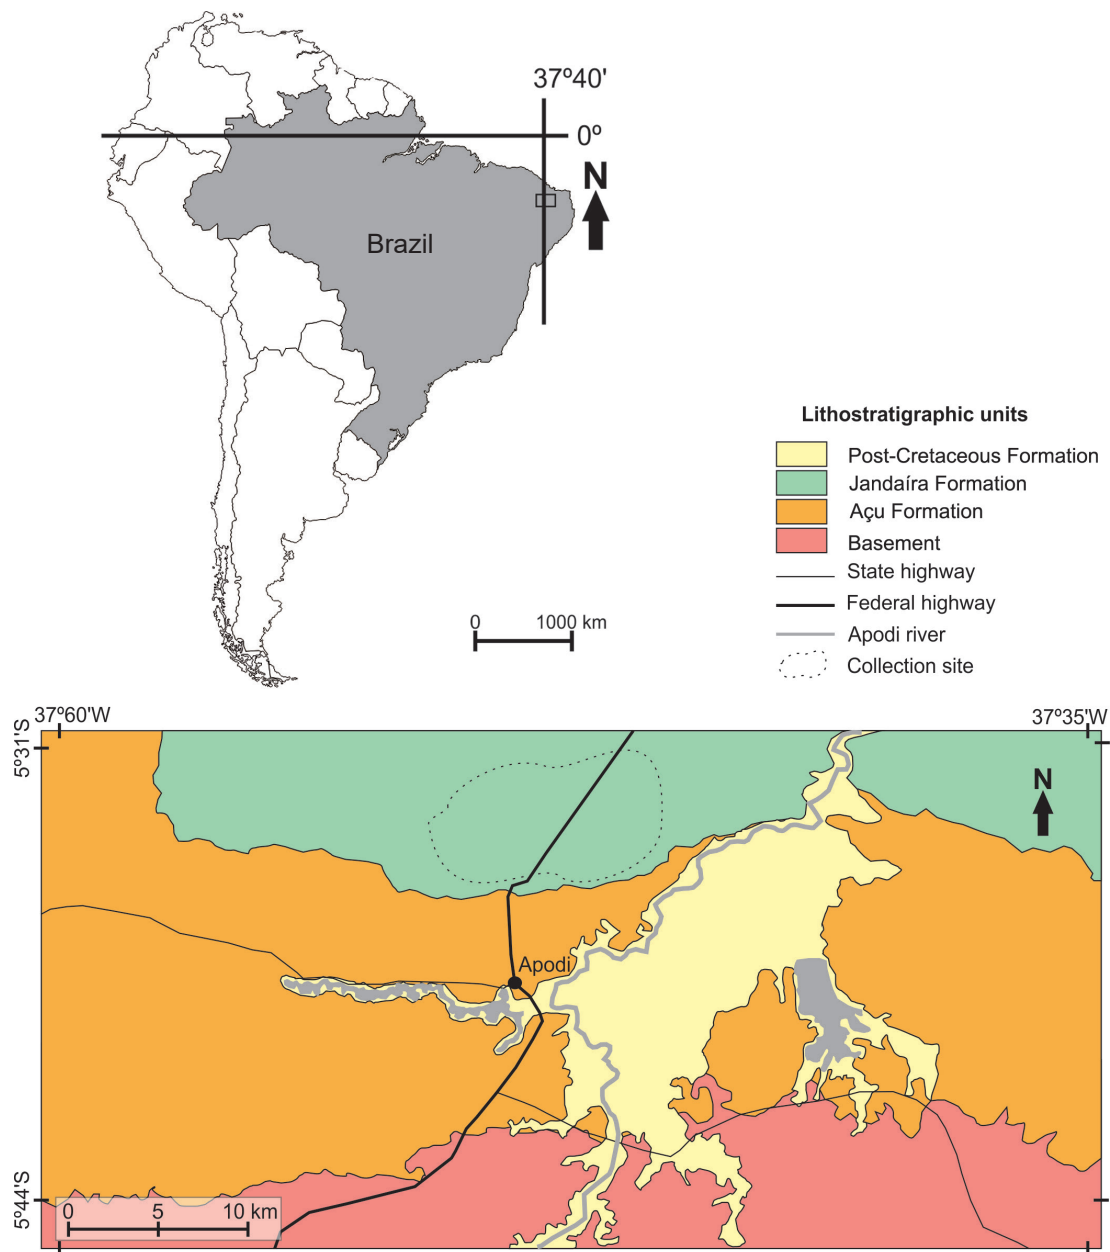 37º40'
0º
N
Brazil
Lithostratigraphic units
Post-Cretaceous Formation
Jandaíra Formation
Açu Formation
Basement
State highway
Federal highway
Apodi river
Collection site
0 1000 km
37º60'W 37º35'W
5º31'S
N
Apodi
5º44'S
0 5 10 km